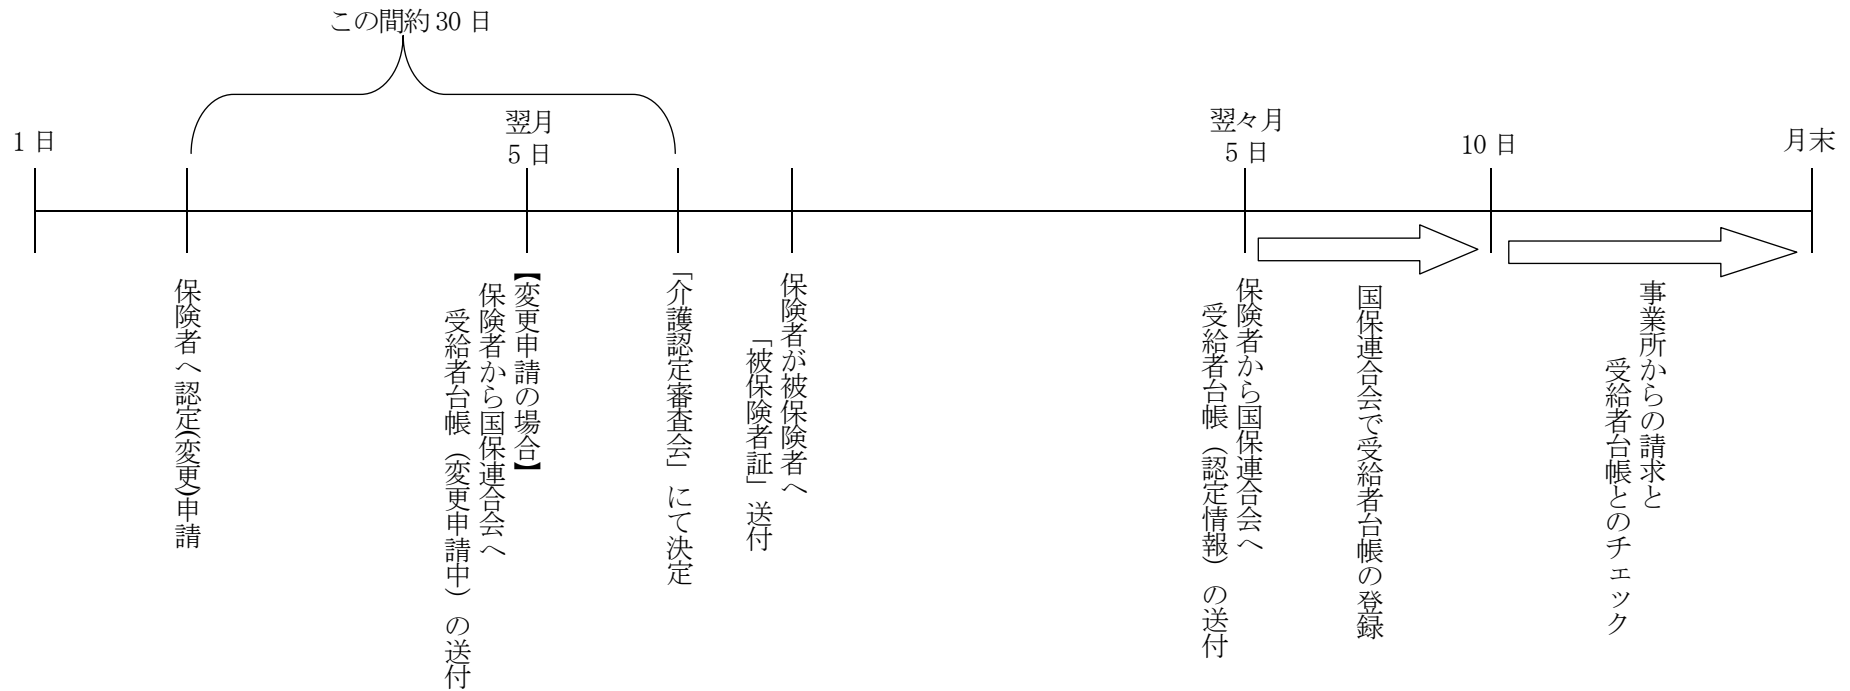 この間約30日
1日
翌月
5日
翌々月
5日
10日
月末
保険者へ認定(変更)申請
【変更申請の場合】
保険者から国保連合会へ
受給者台帳（変更申請中）の送付
「介護認定審査会」にて決定
保険者が被保険者へ
「被保険者証」送付
保険者から国保連合会へ
受給者台帳（認定情報）の送付
国保連合会で受給者台帳の登録
事業所からの請求と
受給者台帳とのチェック